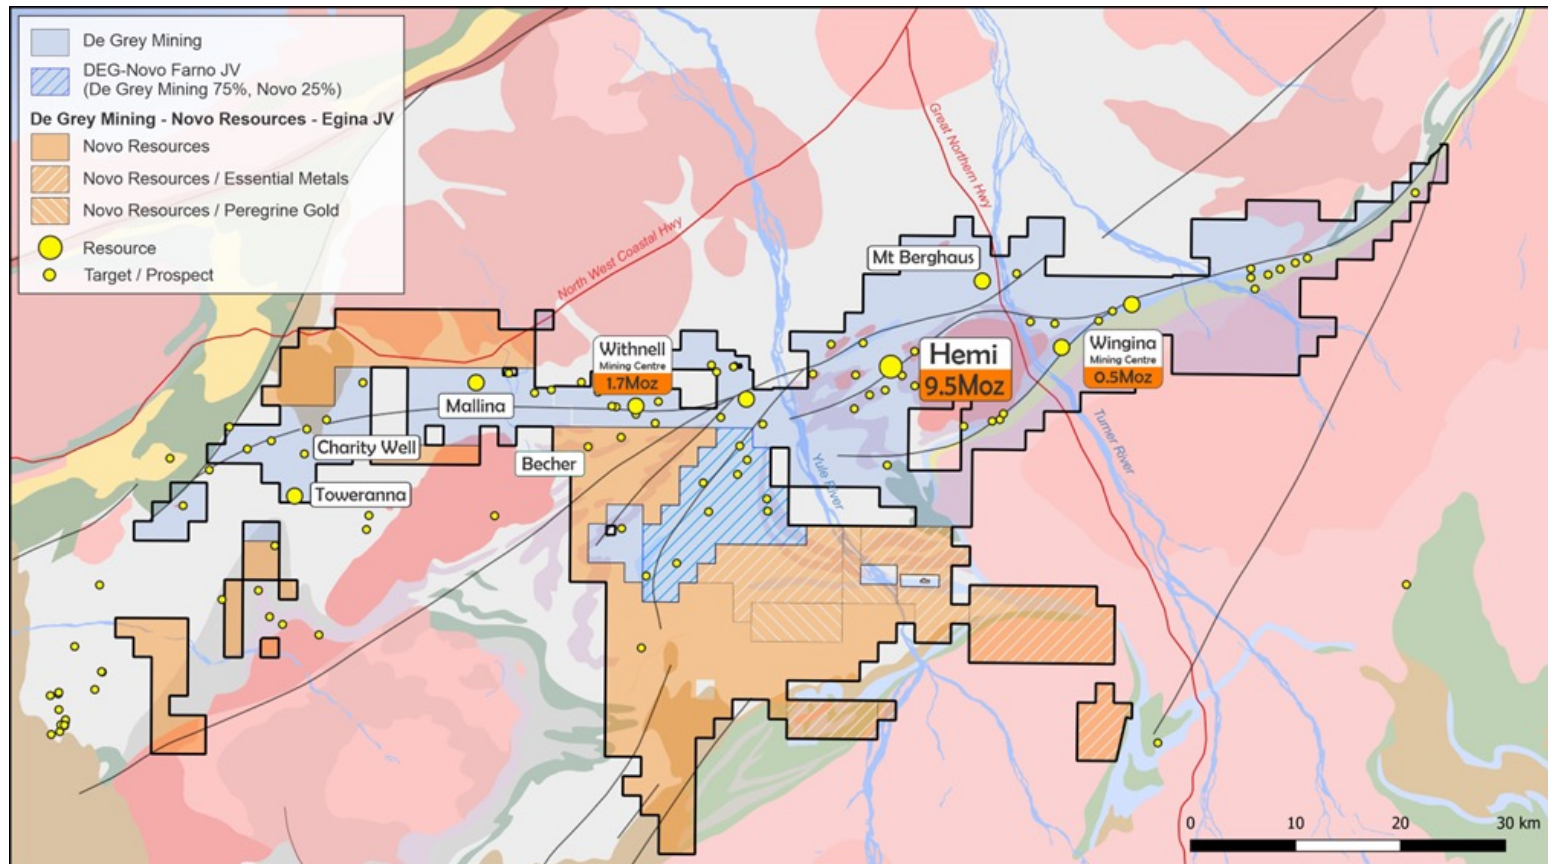 De Grey Mining
DEG-Novo Farno JV
(De Grey Mining 75%, Novo 25%)
De Grey Mining - Novo Resources - Egina JV
Novo Resources
Novo Resources / Essential Metals
Novo Resources / Peregrine Gold
Resource
Target / Prospect
Great Northern Hwy
North West Coastal Hwy
Mt Berghaus
Withnell
Mining Centre
1.7Moz
Hemi
9.5Moz
Wingina
Mining Centre
0.5Moz
Mallina
Charity Well
Becher
Toweranna
Yule River
Turner River
0 10 20 30 km